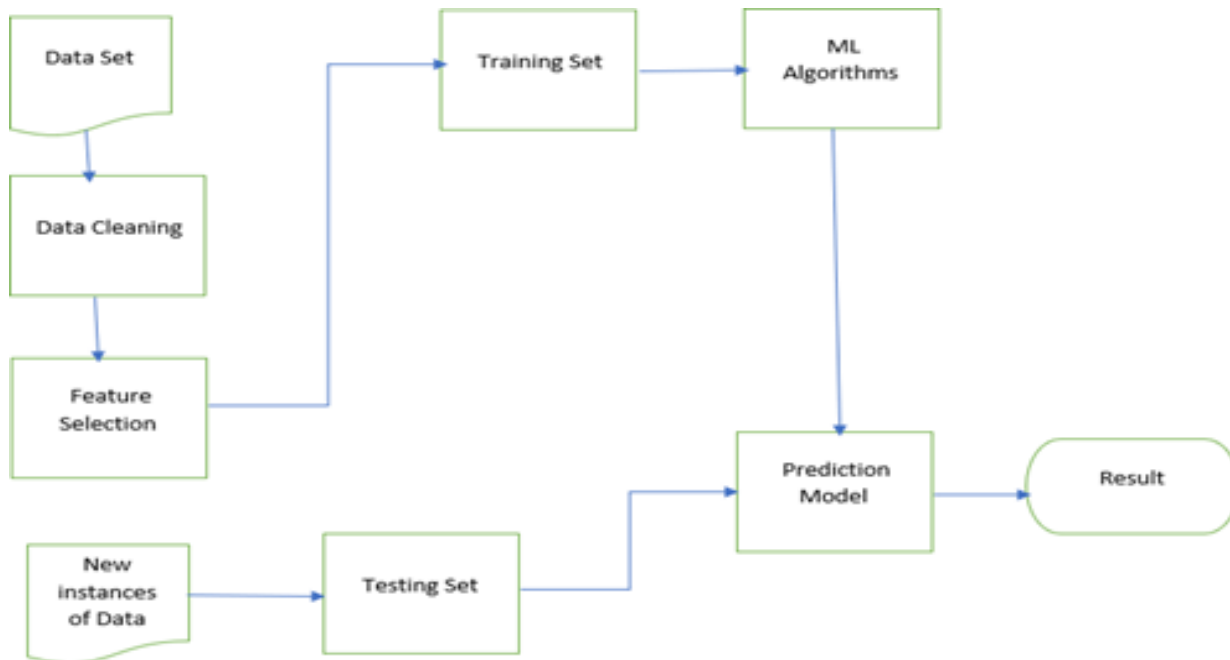 Data Set
Training Set
ML
Algorithms
Data Cleaning
Feature
Selection
Prediction
Model
Result
New
instances
of Data
Testing Set